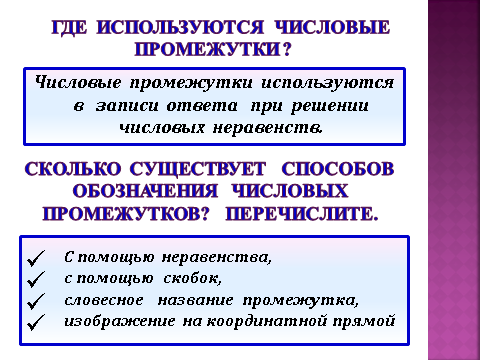 ГДЕ ИСПОЛЬЗУЮТСЯ ЧИСЛОВЫЕ
ПРОМЕЖУТКИ?
Числовые промежутки используются
в записи ответа при решении
числовых неравенств.
СКОЛЬКО СУЩЕСТВУЕТ СПОСОБОВ
ОБОЗНАЧЕНИЯ ЧИСЛОВЫХ
ПРОМЕЖУТКОВ? ПЕРЕЧИСЛИТЕ.
✓ С помощью неравенства,
✓ с помощью скобок,
✓ словесное название промежутка,
✓ изображение на координатной прямой